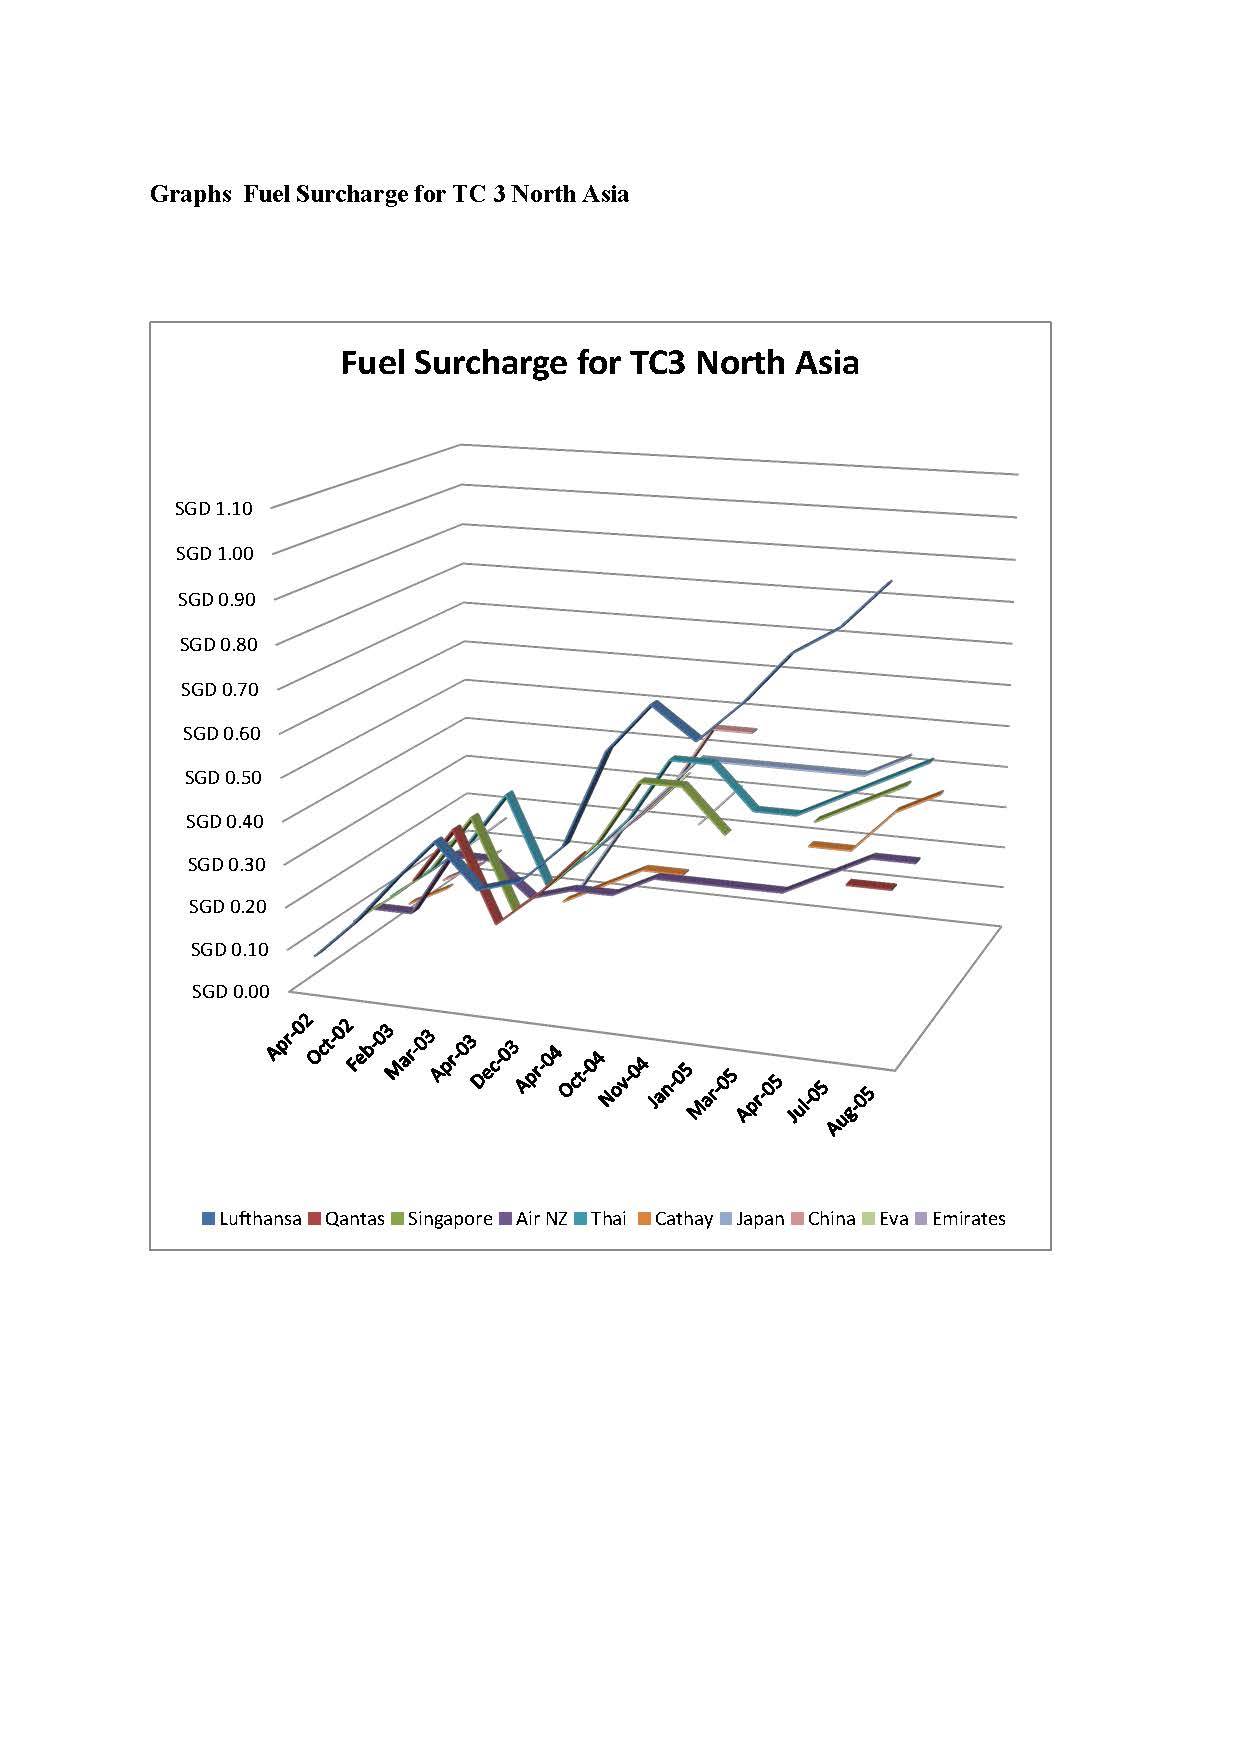 Graphs  Fuel Surcharge for TC 3 North Asia
Fuel Surcharge for TC3 North Asia
SGD 1.10
SGD 1.00
SGD 0.90
SGD 0.80
SGD 0.70
SGD 0.60
SGD 0.50
SGD 0.40
SGD 0.30
SGD 0.20
SGD 0.10
SGD 0.00
Apr-02 Oct-02 Feb-03 Mar-03 Apr-03 Dec-03 Apr-04 Oct-04 Nov-04 Jan-05 Mar-05 Apr-05 Jul-05 Aug-05
Lufthansa Qantas Singapore Air NZ Thai Cathay Japan China Eva Emirates